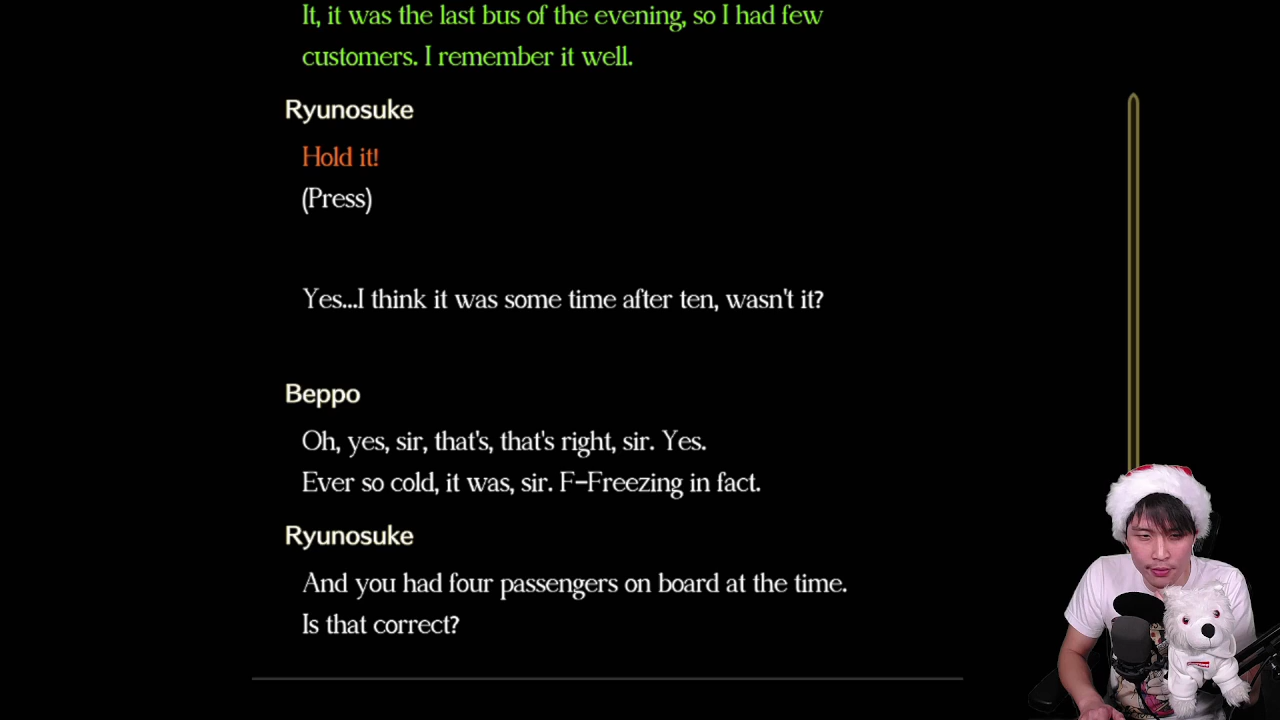 It, it was the last bus of the evening, so I had few
customers. I remember it well.
Ryunosuke
Hold it!
(Press)
Yes...I think it was some time after ten, wasn't it?
Beppo
Oh, yes, sir, that's, that's right, sir. Yes.
Ever so cold, it was, sir. F-Freezing in fact.
Ryunosuke
And you had four passengers on board at the time.
Is that correct?